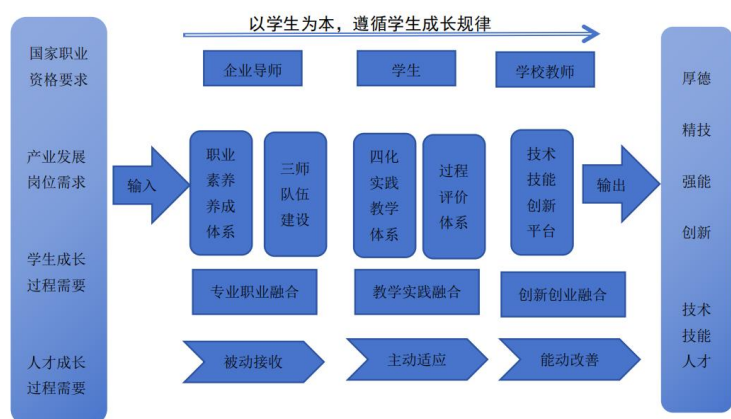 以学生为本，遵循学生成长规律
国家职业
资格要求
产业发展
岗位需求
学生成长
过程需要
人才成长
过程需要
输入
企业导师
学生
学校教师
职业
素养
养成
体系
三师
队伍
建设
四化
实践
教学
体系
过程
评价
体系
技术
技能
创新
平台
专业职业融合
教学实践融合
创新创业融合
被动接收
主动适应
能动改善
输出
厚德
精技
强能
创新
技术
技能
人才